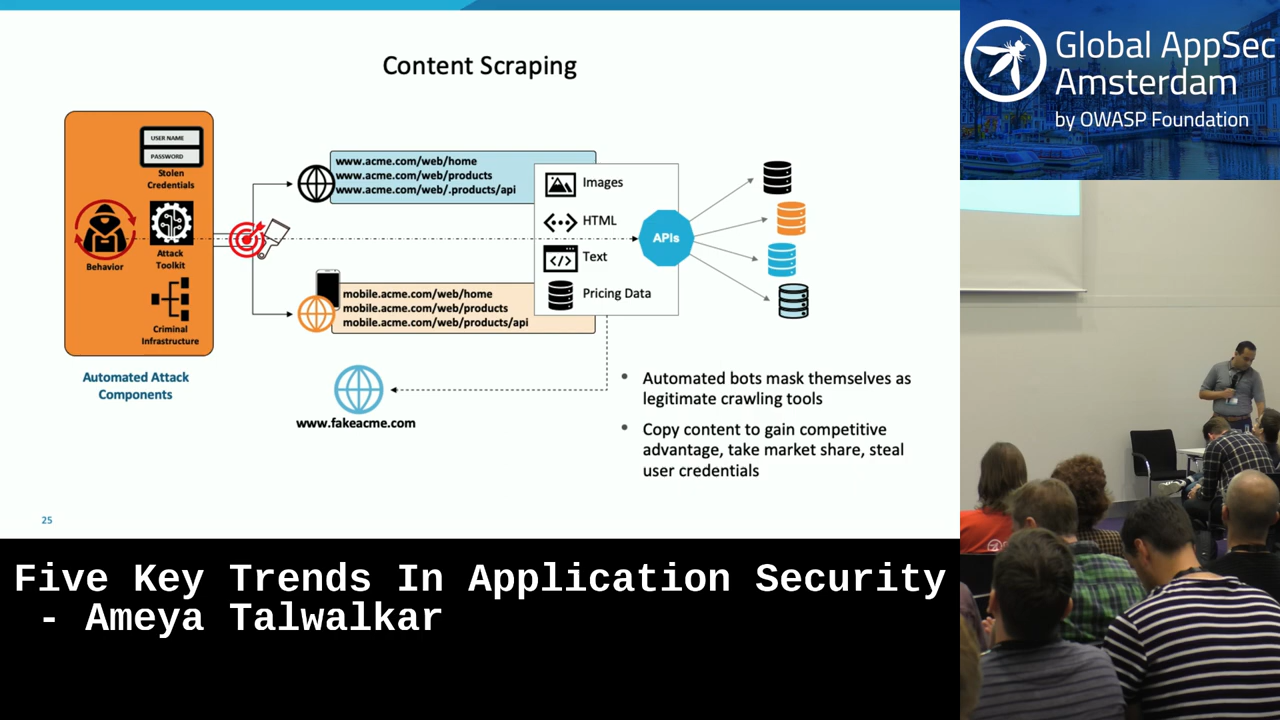 Content Scraping
USER NAME
PASSWORD
Stolen
Credentials
Behavior
Attack
Toolkit
Criminal
Infrastructure
Automated Attack
Components
www.acme.com/web/home
www.acme.com/web/products
www.acme.com/web/.products/api
mobile.acme.com/web/home
mobile.acme.com/web/products
mobile.acme.com/web/products/api
Images
HTML
Text
Pricing Data
APIs
www.fakeacme.com
• Automated bots mask themselves as
legitimate crawling tools
• Copy content to gain competitive
advantage, take market share, steal
user credentials
25
Global AppSec
Amsterdam
by OWASP Foundation
Five Key Trends In Application Security
- Ameya Talwalkar